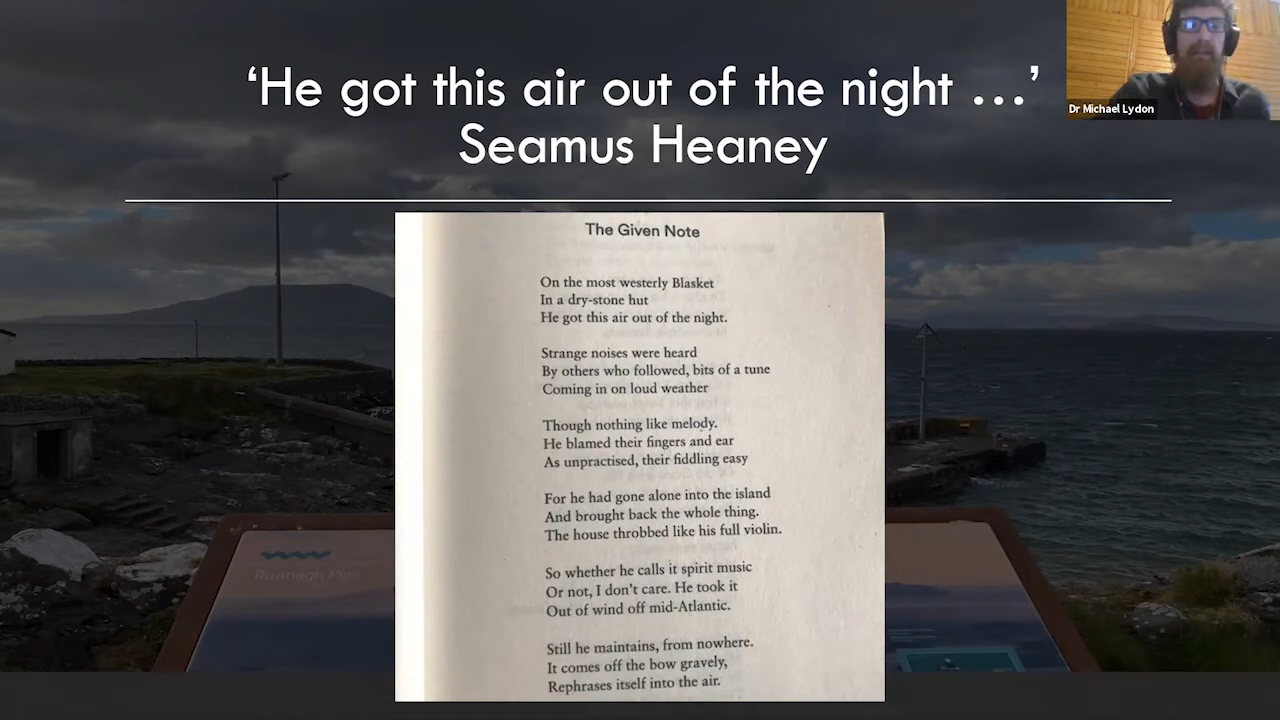 ‘He got this air out of the night …’
Seamus Heaney
Dr Michael Lydon
The Given Note
On the most westerly Blasket
In a dry-stone hut
He got this air out of the night.
Strange noises were heard
By others who followed, bits of a tune
Coming in on loud weather
Though nothing like melody.
He blamed their fingers and ear
As unpractised, their fiddling easy
For he had gone alone into the island
And brought back the whole thing.
The house throbbed like his full violin.
So whether he calls it spirit music
Or not, I don’t care. He took it
Out of wind off mid-Atlantic.
Still he maintains, from nowhere.
It comes off the bow gravely,
Rephrases itself into the air.